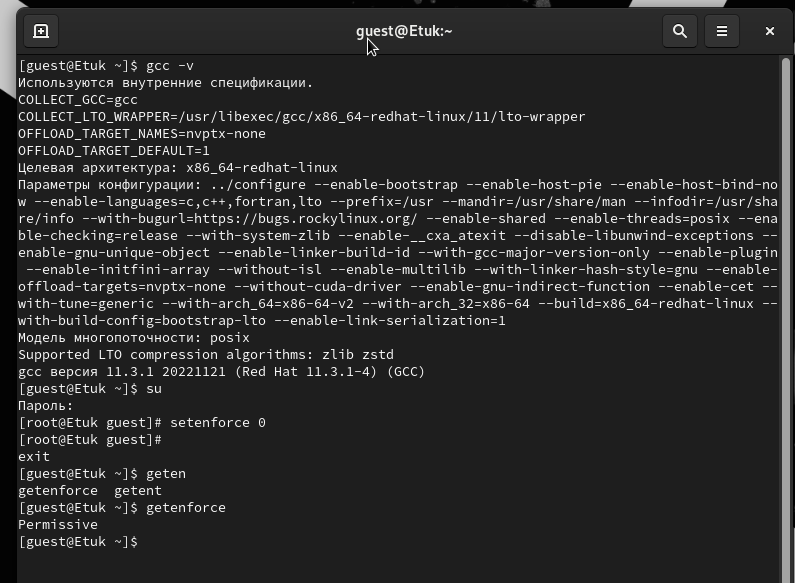 guest@Etuk:~
[guest@Etuk ~]$ gcc -v
Используются внутренние спецификации.
COLLECT_GCC=gcc
COLLECT_LTO_WRAPPER=/usr/libexec/gcc/x86_64-redhat-linux/11/lto-wrapper
OFFLOAD_TARGET_NAMES=nvptx-none
OFFLOAD_TARGET_DEFAULT=1
Целевая архитектура: x86_64-redhat-linux
Параметры конфигурации: ../configure --enable-bootstrap --enable-host-pie --enable-host-bind-no
w --enable-languages=c,c++,fortran,lto --prefix=/usr --mandir=/usr/share/man --infodir=/usr/sha
re/info --with-bugurl=https://bugs.rockylinux.org/ --enable-shared --enable-threads=posix --ena
ble-checking=release --with-system-zlib --enable-__cxa_atexit --disable-libunwind-exceptions --
enable-gnu-unique-object --enable-linker-build-id --with-gcc-major-version-only --enable-plugin
 --enable-initfini-array --without-isl --enable-multilib --with-linker-hash-style=gnu --enable-
offload-targets=nvptx-none --without-cuda-driver --enable-gnu-indirect-function --enable-cet --
with-tune=generic --with-arch_64=x86-64-v2 --with-arch_32=x86-64 --build=x86_64-redhat-linux --
with-build-config=bootstrap-lto --enable-link-serialization=1
Модель многопоточности: posix
Supported LTO compression algorithms: zlib zstd
gcc версия 11.3.1 20221121 (Red Hat 11.3.1-4) (GCC)
[guest@Etuk ~]$ su
Пароль:
[root@Etuk guest]# setenforce 0
[root@Etuk guest]#
exit
[guest@Etuk ~]$ geten
getenforce  getent
[guest@Etuk ~]$ getenforce
Permissive
[guest@Etuk ~]$